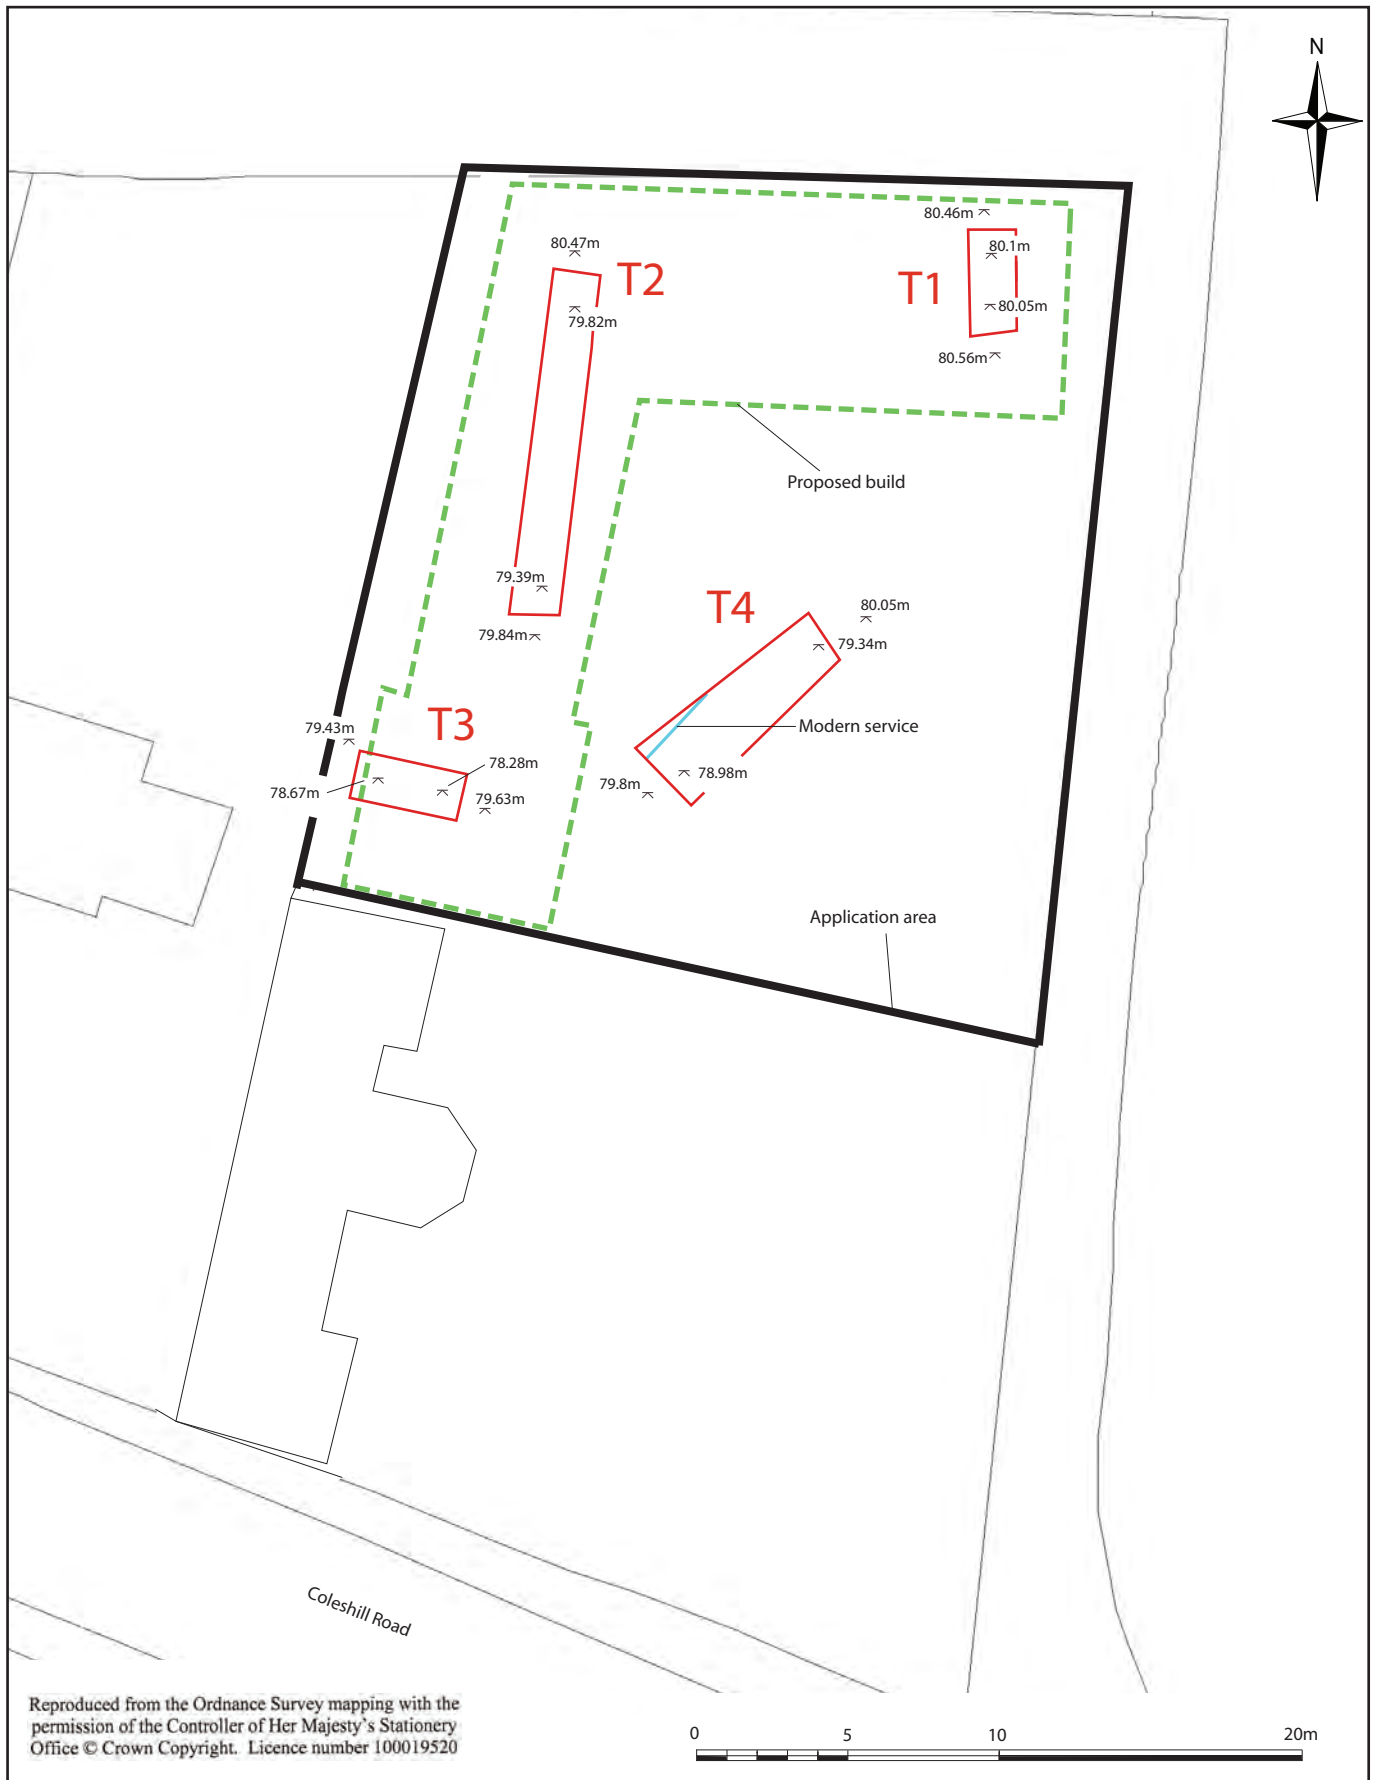 N
80.46m
80.1m
80.47m
T2
T1
80.05m
79.82m
80.56m
Proposed build
79.39m
T4
80.05m
79.84m
79.34m
T3
79.43m
Modern service
78.28m
78.98m
78.67m
79.8m
79.63m
Application area
Coleshill Road
Reproduced from the Ordnance Survey mapping with the
permission of the Controller of Her Majesty's Stationery
Office © Crown Copyright. Licence number 100019520
0 5 10 20m